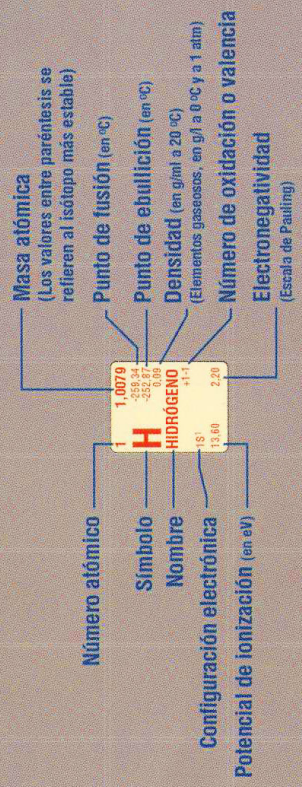 Número atómico
Símbolo
Nombre
Configuración electrónica
Potencial de ionización (en eV)
1 1,0079
-259,34
-252,87
H 0,09
HIDRÓGENO
+1-1
1S¹
13,60 2,20
Masa atómica
(Los valores entre paréntesis se
refieren al isótopo más estable)
Punto de fusión (en ºC)
Punto de ebullición (en ºC)
Densidad (en g/ml a 20 ºC)
(Elementos gaseosos, en g/l a 0 ºC y a 1 atm)
Número de oxidación o valencia
Electronegatividad
(Escala de Pauling)